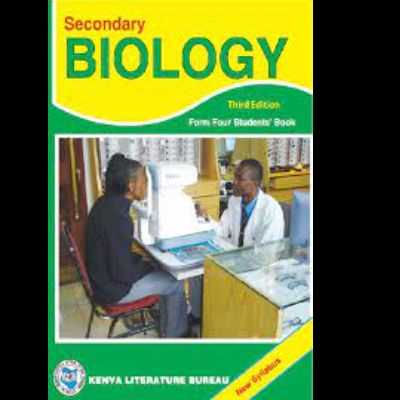 Secondary
BIOLOGY
Third Edition
Form Four Students' Book
KENYA LITERATURE BUREAU
New Syllabus